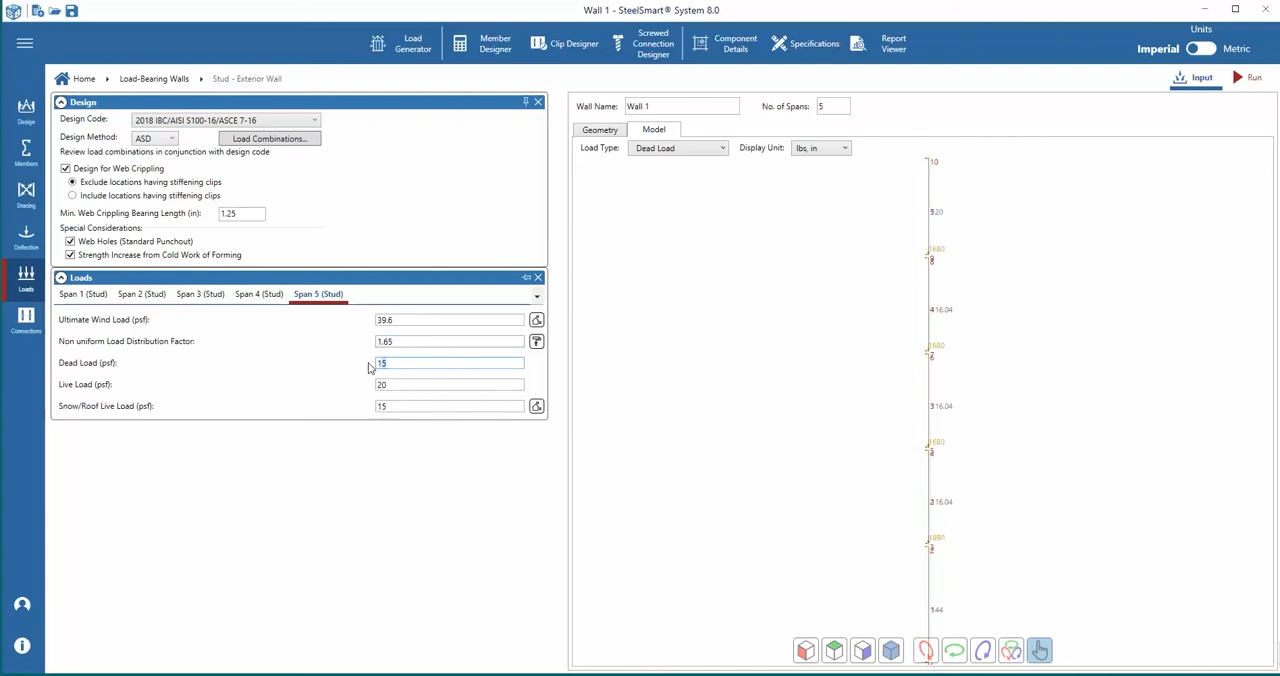 Wall 1 - SteelSmart® System 8.0
Load Generator
Member Designer
Clip Designer
Screwed Connection Designer
Component Details
Specifications
Report Viewer
Units
Imperial Metric
Home Load-Bearing Walls Stud - Exterior Wall
Input Run
Design
Members
Bracing
Deflection
Loads
Connections
Design
Design Code: 2018 IBC/AISI S100-16/ASCE 7-16
Design Method: ASD Load Combinations...
Review load combinations in conjunction with design code
Design for Web Crippling
Exclude locations having stiffening clips
Include locations having stiffening clips
Min. Web Crippling Bearing Length (in): 1.25
Special Considerations:
Web Holes (Standard Punchout)
Strength Increase from Cold Work of Forming
Loads
Span 1 (Stud) Span 2 (Stud) Span 3 (Stud) Span 4 (Stud) Span 5 (Stud)
Ultimate Wind Load (psf): 39.6
Non uniform Load Distribution Factor: 1.65
Dead Load (psf): 15
Live Load (psf): 20
Snow/Roof Live Load (psf): 15
Wall Name: Wall 1 No. of Spans: 5
Geometry Model
Load Type: Dead Load Display Unit: lbs, in
10
1680
1680
1680
1890